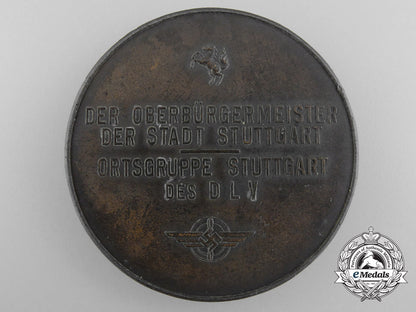 DER OBERBÜRGERMEISTER
DER STADT STUTTGART
ORTSGRUPPE STUTTGART
DES DLV
eMedals